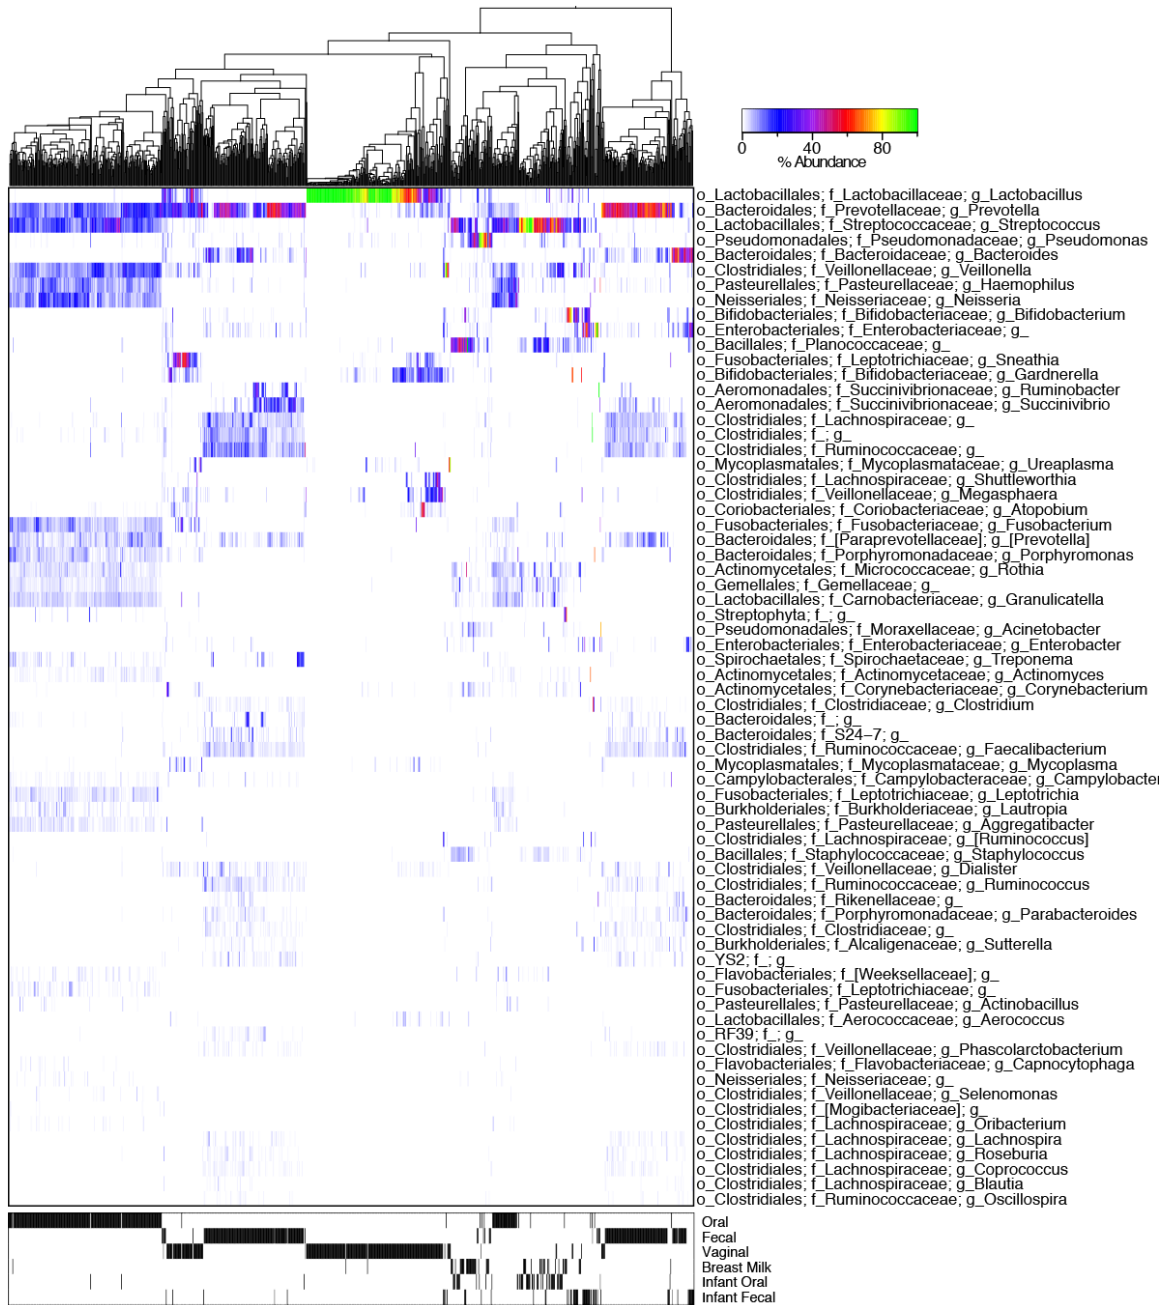 0 40 80
% Abundance
o_Lactobacillales; f_Lactobacillaceae; g_Lactobacillus
o_Bacteroidales; f_Prevotellaceae; g_Prevotella
o_Lactobacillales; f_Streptococcaceae; g_Streptococcus
o_Pseudomonadales; f_Pseudomonadaceae; g_Pseudomonas
o_Bacteroidales; f_Bacteroidaceae; g_Bacteroides
o_Clostridiales; f_Veillonellaceae; g_Veillonella
o_Pasteurellales; f_Pasteurellaceae; g_Haemophilus
o_Neisseriales; f_Neisseriaceae; g_Neisseria
o_Bifidobacteriales; f_Bifidobacteriaceae; g_Bifidobacterium
o_Enterobacteriales; f_Enterobacteriaceae; g_
o_Bacillales; f_Planococcaceae; g_
o_Fusobacteriales; f_Leptotrichiaceae; g_Sneathia
o_Bifidobacteriales; f_Bifidobacteriaceae; g_Gardnerella
o_Aeromonadales; f_Succinivibrionaceae; g_Ruminobacter
o_Aeromonadales; f_Succinivibrionaceae; g_Succinivibrio
o_Clostridiales; f_Lachnospiraceae; g_
o_Clostridiales; f_; g_
o_Clostridiales; f_Ruminococcaceae; g_
o_Mycoplasmatales; f_Mycoplasmataceae; g_Ureaplasma
o_Clostridiales; f_Lachnospiraceae; g_Shuttleworthia
o_Clostridiales; f_Veillonellaceae; g_Megasphaera
o_Coriobacteriales; f_Coriobacteriaceae; g_Atopobium
o_Fusobacteriales; f_Fusobacteriaceae; g_Fusobacterium
o_Bacteroidales; f_[Paraprevotellaceae]; g_[Prevotella]
o_Bacteroidales; f_Porphyromonadaceae; g_Porphyromonas
o_Actinomycetales; f_Micrococcaceae; g_Rothia
o_Gemellales; f_Gemellaceae; g_
o_Lactobacillales; f_Carnobacteriaceae; g_Granulicatella
o_Streptophyta; f_; g_
o_Pseudomonadales; f_Moraxellaceae; g_Acinetobacter
o_Enterobacteriales; f_Enterobacteriaceae; g_Enterobacter
o_Spirochaetales; f_Spirochaetaceae; g_Treponema
o_Actinomycetales; f_Actinomycetaceae; g_Actinomyces
o_Actinomycetales; f_Corynebacteriaceae; g_Corynebacterium
o_Clostridiales; f_Clostridiaceae; g_Clostridium
o_Bacteroidales; f_; g_
o_Bacteroidales; f_S24−7; g_
o_Clostridiales; f_Ruminococcaceae; g_Faecalibacterium
o_Mycoplasmatales; f_Mycoplasmataceae; g_Mycoplasma
o_Campylobacterales; f_Campylobacteraceae; g_Campylobacter
o_Fusobacteriales; f_Leptotrichiaceae; g_Leptotrichia
o_Burkholderiales; f_Burkholderiaceae; g_Lautropia
o_Pasteurellales; f_Pasteurellaceae; g_Aggregatibacter
o_Clostridiales; f_Lachnospiraceae; g_[Ruminococcus]
o_Bacillales; f_Staphylococcaceae; g_Staphylococcus
o_Clostridiales; f_Veillonellaceae; g_Dialister
o_Clostridiales; f_Ruminococcaceae; g_Ruminococcus
o_Bacteroidales; f_Rikenellaceae; g_
o_Bacteroidales; f_Porphyromonadaceae; g_Parabacteroides
o_Clostridiales; f_Clostridiaceae; g_
o_Burkholderiales; f_Alcaligenaceae; g_Sutterella
o_YS2; f_; g_
o_Flavobacteriales; f_[Weeksellaceae]; g_
o_Fusobacteriales; f_Leptotrichiaceae; g_
o_Pasteurellales; f_Pasteurellaceae; g_Actinobacillus
o_Lactobacillales; f_Aerococcaceae; g_Aerococcus
o_RF39; f_; g_
o_Clostridiales; f_Veillonellaceae; g_Phascolarctobacterium
o_Flavobacteriales; f_Flavobacteriaceae; g_Capnocytophaga
o_Neisseriales; f_Neisseriaceae; g_
o_Clostridiales; f_Veillonellaceae; g_Selenomonas
o_Clostridiales; f_[Mogibacteriaceae]; g_
o_Clostridiales; f_Lachnospiraceae; g_Oribacterium
o_Clostridiales; f_Lachnospiraceae; g_Lachnospira
o_Clostridiales; f_Lachnospiraceae; g_Roseburia
o_Clostridiales; f_Lachnospiraceae; g_Coprococcus
o_Clostridiales; f_Lachnospiraceae; g_Blautia
o_Clostridiales; f_Ruminococcaceae; g_Oscillospira
Oral
Fecal
Vaginal
Breast Milk
Infant Oral
Infant Fecal